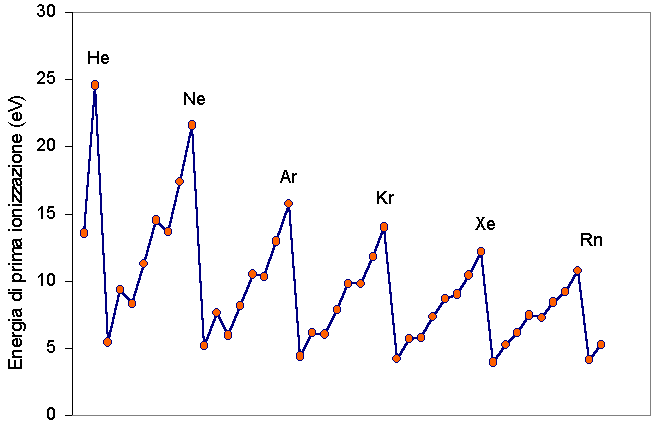 30
25
20
15
10
5
0
Energia di prima ionizzazione (eV)
He
Ne
Ar
Kr
Xe
Rn